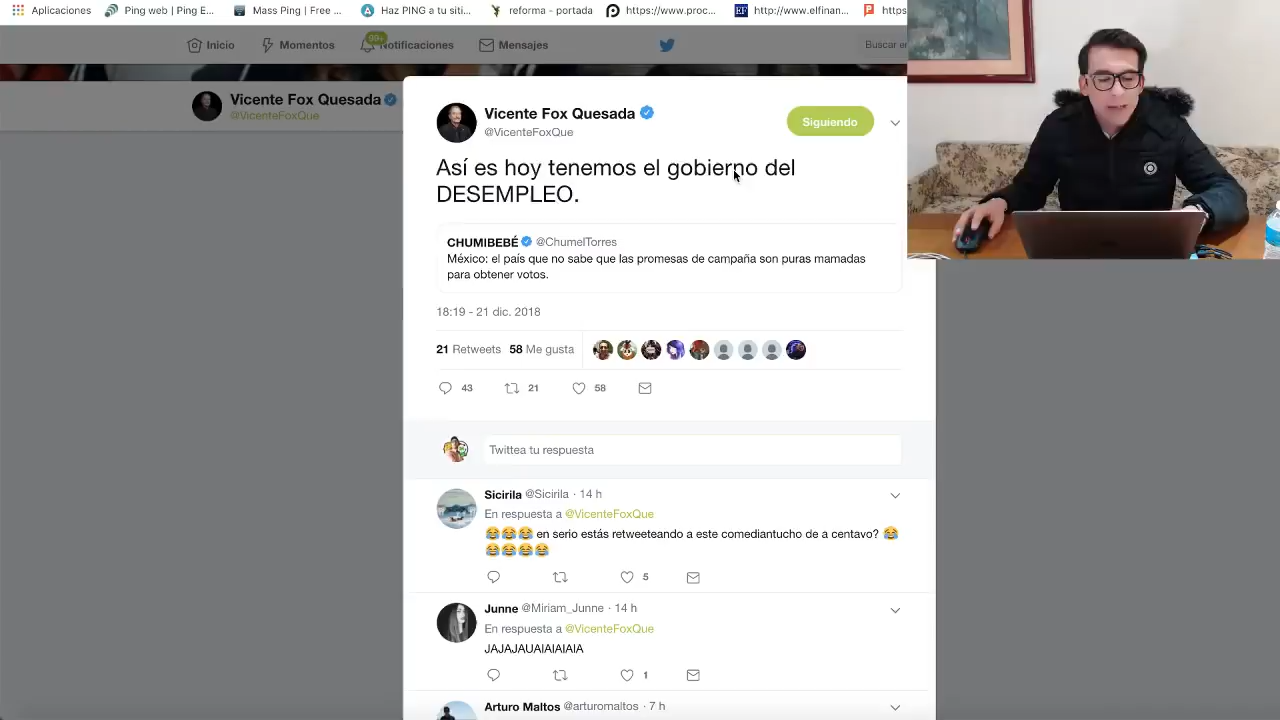 Aplicaciones
Ping web | Ping E...
Mass Ping | Free ...
Haz PING a tu siti...
reforma - portada
https://www.proc...
EF http://www.elfinan...
https
Inicio
Momentos
99+
Notificaciones
Mensajes
Buscar en
Vicente Fox Quesada
@VicenteFoxQue
Vicente Fox Quesada
@VicenteFoxQue
Siguiendo
Así es hoy tenemos el gobierno del
DESEMPLEO.
CHUMIBEBÉ @ChumelTorres
México: el país que no sabe que las promesas de campaña son puras mamadas
para obtener votos.
18:19 - 21 dic. 2018
21 Retweets 58 Me gusta
43 21 58
Twittea tu respuesta
Sicirila @Sicirila · 14 h
En respuesta a @VicenteFoxQue
😂😂😂 en serio estás retweeteando a este comediantucho de a centavo? 😂
😂😂😂😂
5
Junne @Miriam_Junne · 14 h
En respuesta a @VicenteFoxQue
JAJAJAUAIAIAIAIA
1
Arturo Maltos @arturomaltos · 7 h